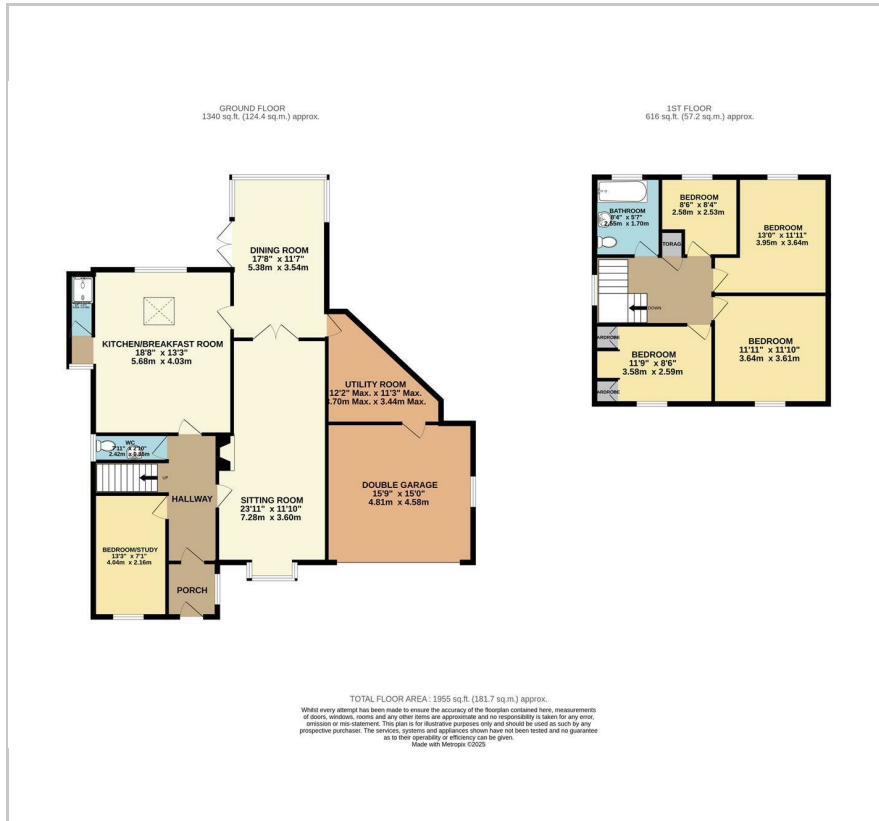 GROUND FLOOR
1340 sq.ft. (124.4 sq.m.) approx.
DINING ROOM
17'8" x 11'7"
5.38m x 3.54m
KITCHEN/BREAKFAST ROOM
18'8" x 13'3"
5.68m x 4.03m
UTILITY ROOM
12'2" Max. x 11'3" Max.
3.70m Max. x 3.44m Max.
WC
7'11" x 2'10"
2.42m x 0.86m
UP
HALLWAY
SITTING ROOM
23'11" x 11'10"
7.28m x 3.60m
DOUBLE GARAGE
15'9" x 15'0"
4.81m x 4.58m
BEDROOM/STUDY
13'3" x 7'1"
4.04m x 2.16m
PORCH
1ST FLOOR
616 sq.ft. (57.2 sq.m.) approx.
BATHROOM
8'4" x 5'7"
2.55m x 1.70m
BEDROOM
8'6" x 8'4"
2.58m x 2.53m
TORAG
BEDROOM
13'0" x 11'11"
3.95m x 3.64m
DOWN
ARDROBE
ARDROBE
BEDROOM
11'9" x 8'6"
3.58m x 2.59m
BEDROOM
11'11" x 11'10"
3.64m x 3.61m
TOTAL FLOOR AREA : 1955 sq.ft. (181.7 sq.m.) approx.
Whilst every attempt has been made to ensure the accuracy of the floorplan contained here, measurements
of doors, windows, rooms and any other items are approximate and no responsibility is taken for any error,
omission or mis-statement. This plan is for illustrative purposes only and should be used as such by any
prospective purchaser. The services, systems and appliances shown have not been tested and no guarantee
as to their operability or efficiency can be given.
Made with Metropix ©2025